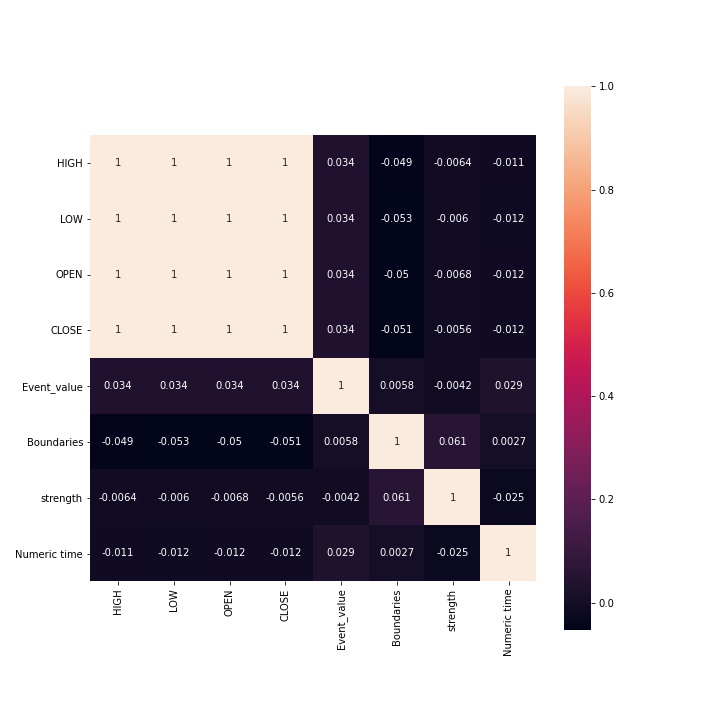 1.0
HIGH 1 1 1 1 0.034 -0.049 -0.0064 -0.011
0.8
LOW 1 1 1 1 0.034 -0.053 -0.006 -0.012
OPEN 1 1 1 1 0.034 -0.05 -0.0068 -0.012
0.6
CLOSE 1 1 1 1 0.034 -0.051 -0.0056 -0.012
Event_value 0.034 0.034 0.034 0.034 1 0.0058 -0.0042 0.029
0.4
Boundaries -0.049 -0.053 -0.05 -0.051 0.0058 1 0.061 0.0027
strength -0.0064 -0.006 -0.0068 -0.0056 -0.0042 0.061 1 -0.025
0.2
Numeric time -0.011 -0.012 -0.012 -0.012 0.029 0.0027 -0.025 1
0.0
HIGH LOW OPEN CLOSE Event_value Boundaries strength Numeric time